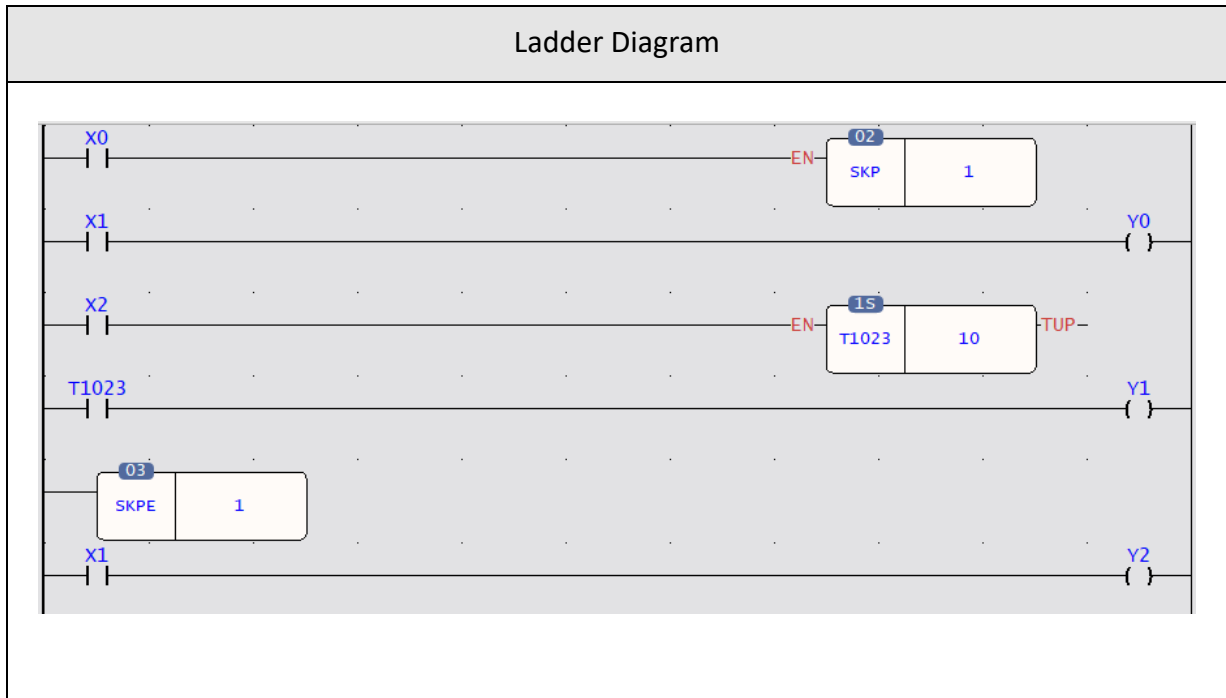 Ladder Diagram
X0
02
EN
SKP 1
X1
Y0
X2
1S
EN
TUP
T1023 10
T1023
Y1
03
SKPE 1
X1
Y2